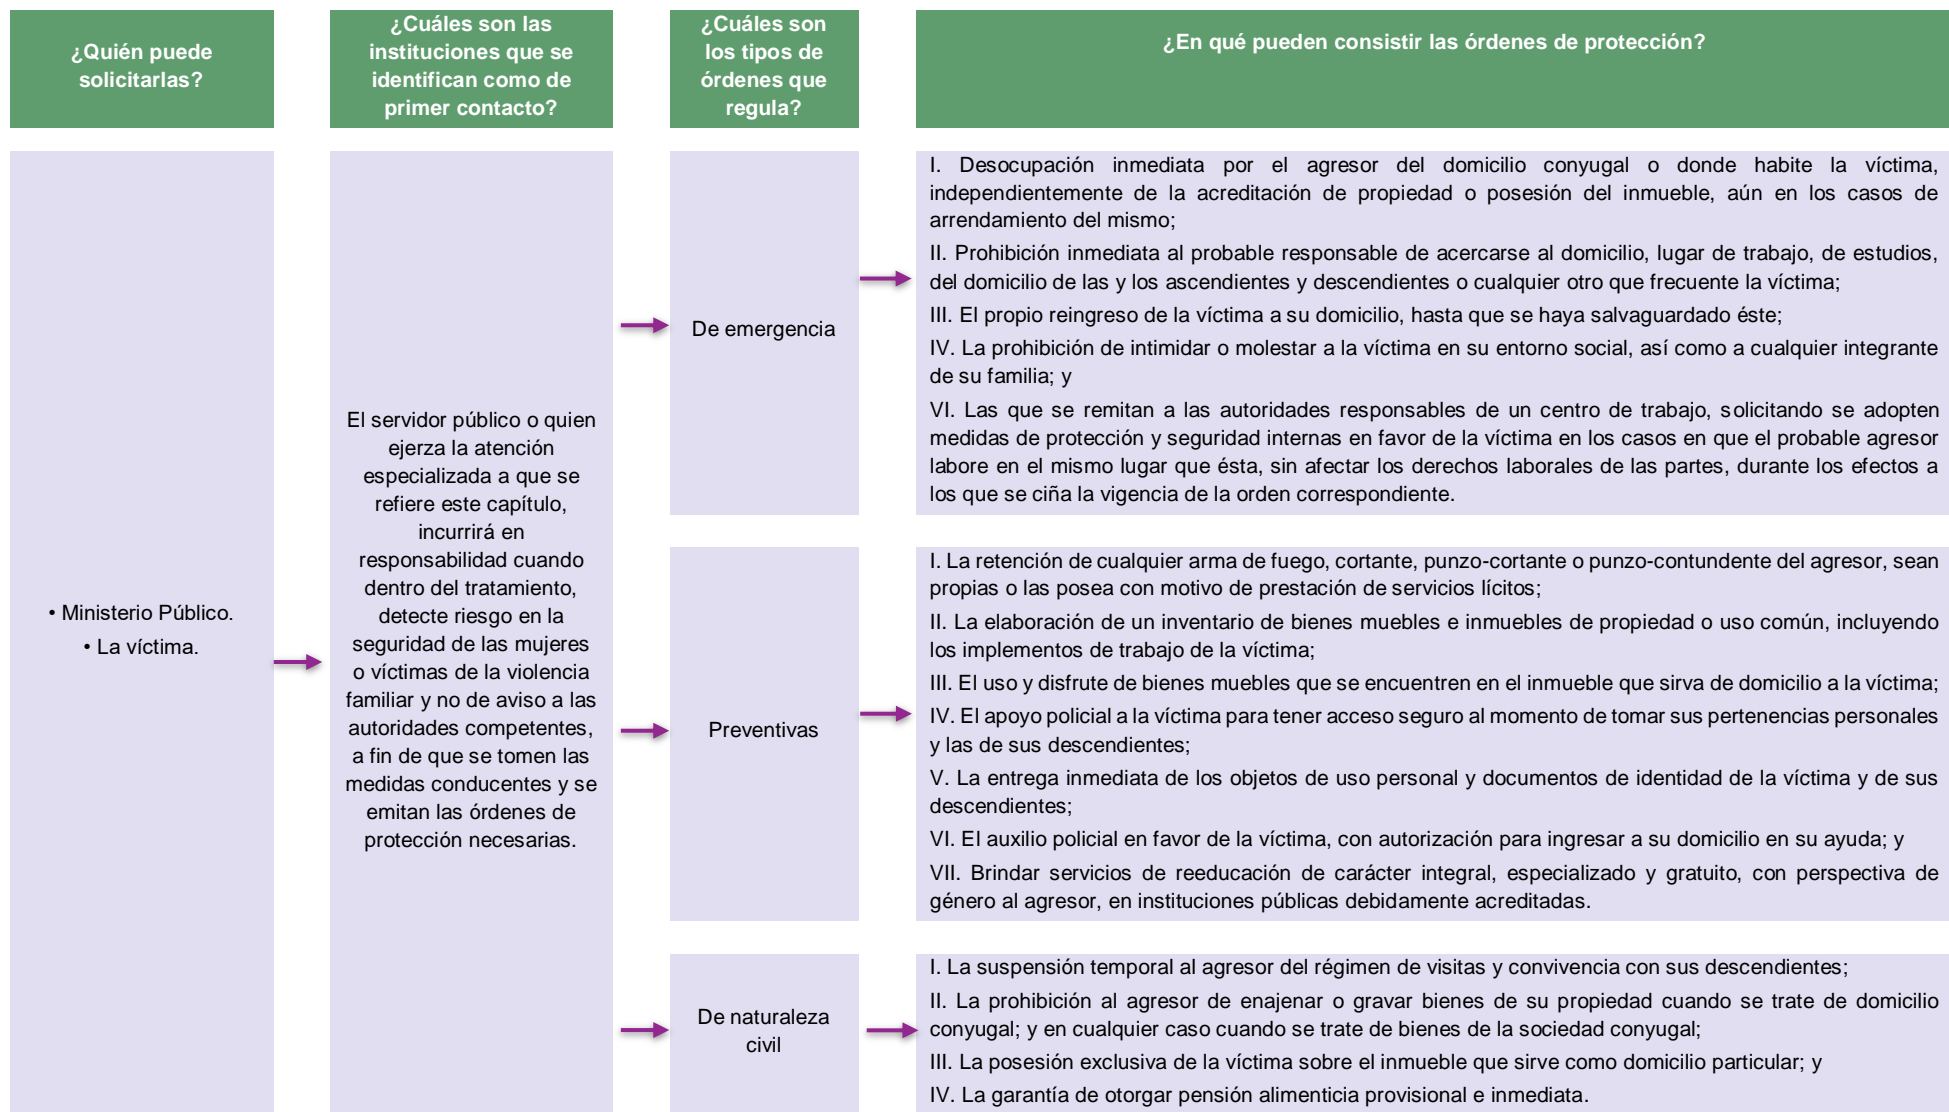 ¿Quién puede
solicitarlas?
¿Cuáles son las
instituciones que se
identifican como de
primer contacto?
¿Cuáles son
los tipos de
órdenes que
regula?
¿En qué pueden consistir las órdenes de protección?
• Ministerio Público.
• La víctima.
El servidor público o quien
ejerza la atención
especializada a que se
refiere este capítulo,
incurrirá en
responsabilidad cuando
dentro del tratamiento,
detecte riesgo en la
seguridad de las mujeres
o víctimas de la violencia
familiar y no de aviso a las
autoridades competentes,
a fin de que se tomen las
medidas conducentes y se
emitan las órdenes de
protección necesarias.
De emergencia
I. Desocupación inmediata por el agresor del domicilio conyugal o donde habite la víctima,
independientemente de la acreditación de propiedad o posesión del inmueble, aún en los casos de
arrendamiento del mismo;
II. Prohibición inmediata al probable responsable de acercarse al domicilio, lugar de trabajo, de estudios,
del domicilio de las y los ascendientes y descendientes o cualquier otro que frecuente la víctima;
III. El propio reingreso de la víctima a su domicilio, hasta que se haya salvaguardado éste;
IV. La prohibición de intimidar o molestar a la víctima en su entorno social, así como a cualquier integrante
de su familia; y
VI. Las que se remitan a las autoridades responsables de un centro de trabajo, solicitando se adopten
medidas de protección y seguridad internas en favor de la víctima en los casos en que el probable agresor
labore en el mismo lugar que ésta, sin afectar los derechos laborales de las partes, durante los efectos a
los que se ciña la vigencia de la orden correspondiente.
Preventivas
I. La retención de cualquier arma de fuego, cortante, punzo-cortante o punzo-contundente del agresor, sean
propias o las posea con motivo de prestación de servicios lícitos;
II. La elaboración de un inventario de bienes muebles e inmuebles de propiedad o uso común, incluyendo
los implementos de trabajo de la víctima;
III. El uso y disfrute de bienes muebles que se encuentren en el inmueble que sirva de domicilio a la víctima;
IV. El apoyo policial a la víctima para tener acceso seguro al momento de tomar sus pertenencias personales
y las de sus descendientes;
V. La entrega inmediata de los objetos de uso personal y documentos de identidad de la víctima y de sus
descendientes;
VI. El auxilio policial en favor de la víctima, con autorización para ingresar a su domicilio en su ayuda; y
VII. Brindar servicios de reeducación de carácter integral, especializado y gratuito, con perspectiva de
género al agresor, en instituciones públicas debidamente acreditadas.
De naturaleza
civil
I. La suspensión temporal al agresor del régimen de visitas y convivencia con sus descendientes;
II. La prohibición al agresor de enajenar o gravar bienes de su propiedad cuando se trate de domicilio
conyugal; y en cualquier caso cuando se trate de bienes de la sociedad conyugal;
III. La posesión exclusiva de la víctima sobre el inmueble que sirve como domicilio particular; y
IV. La garantía de otorgar pensión alimenticia provisional e inmediata.